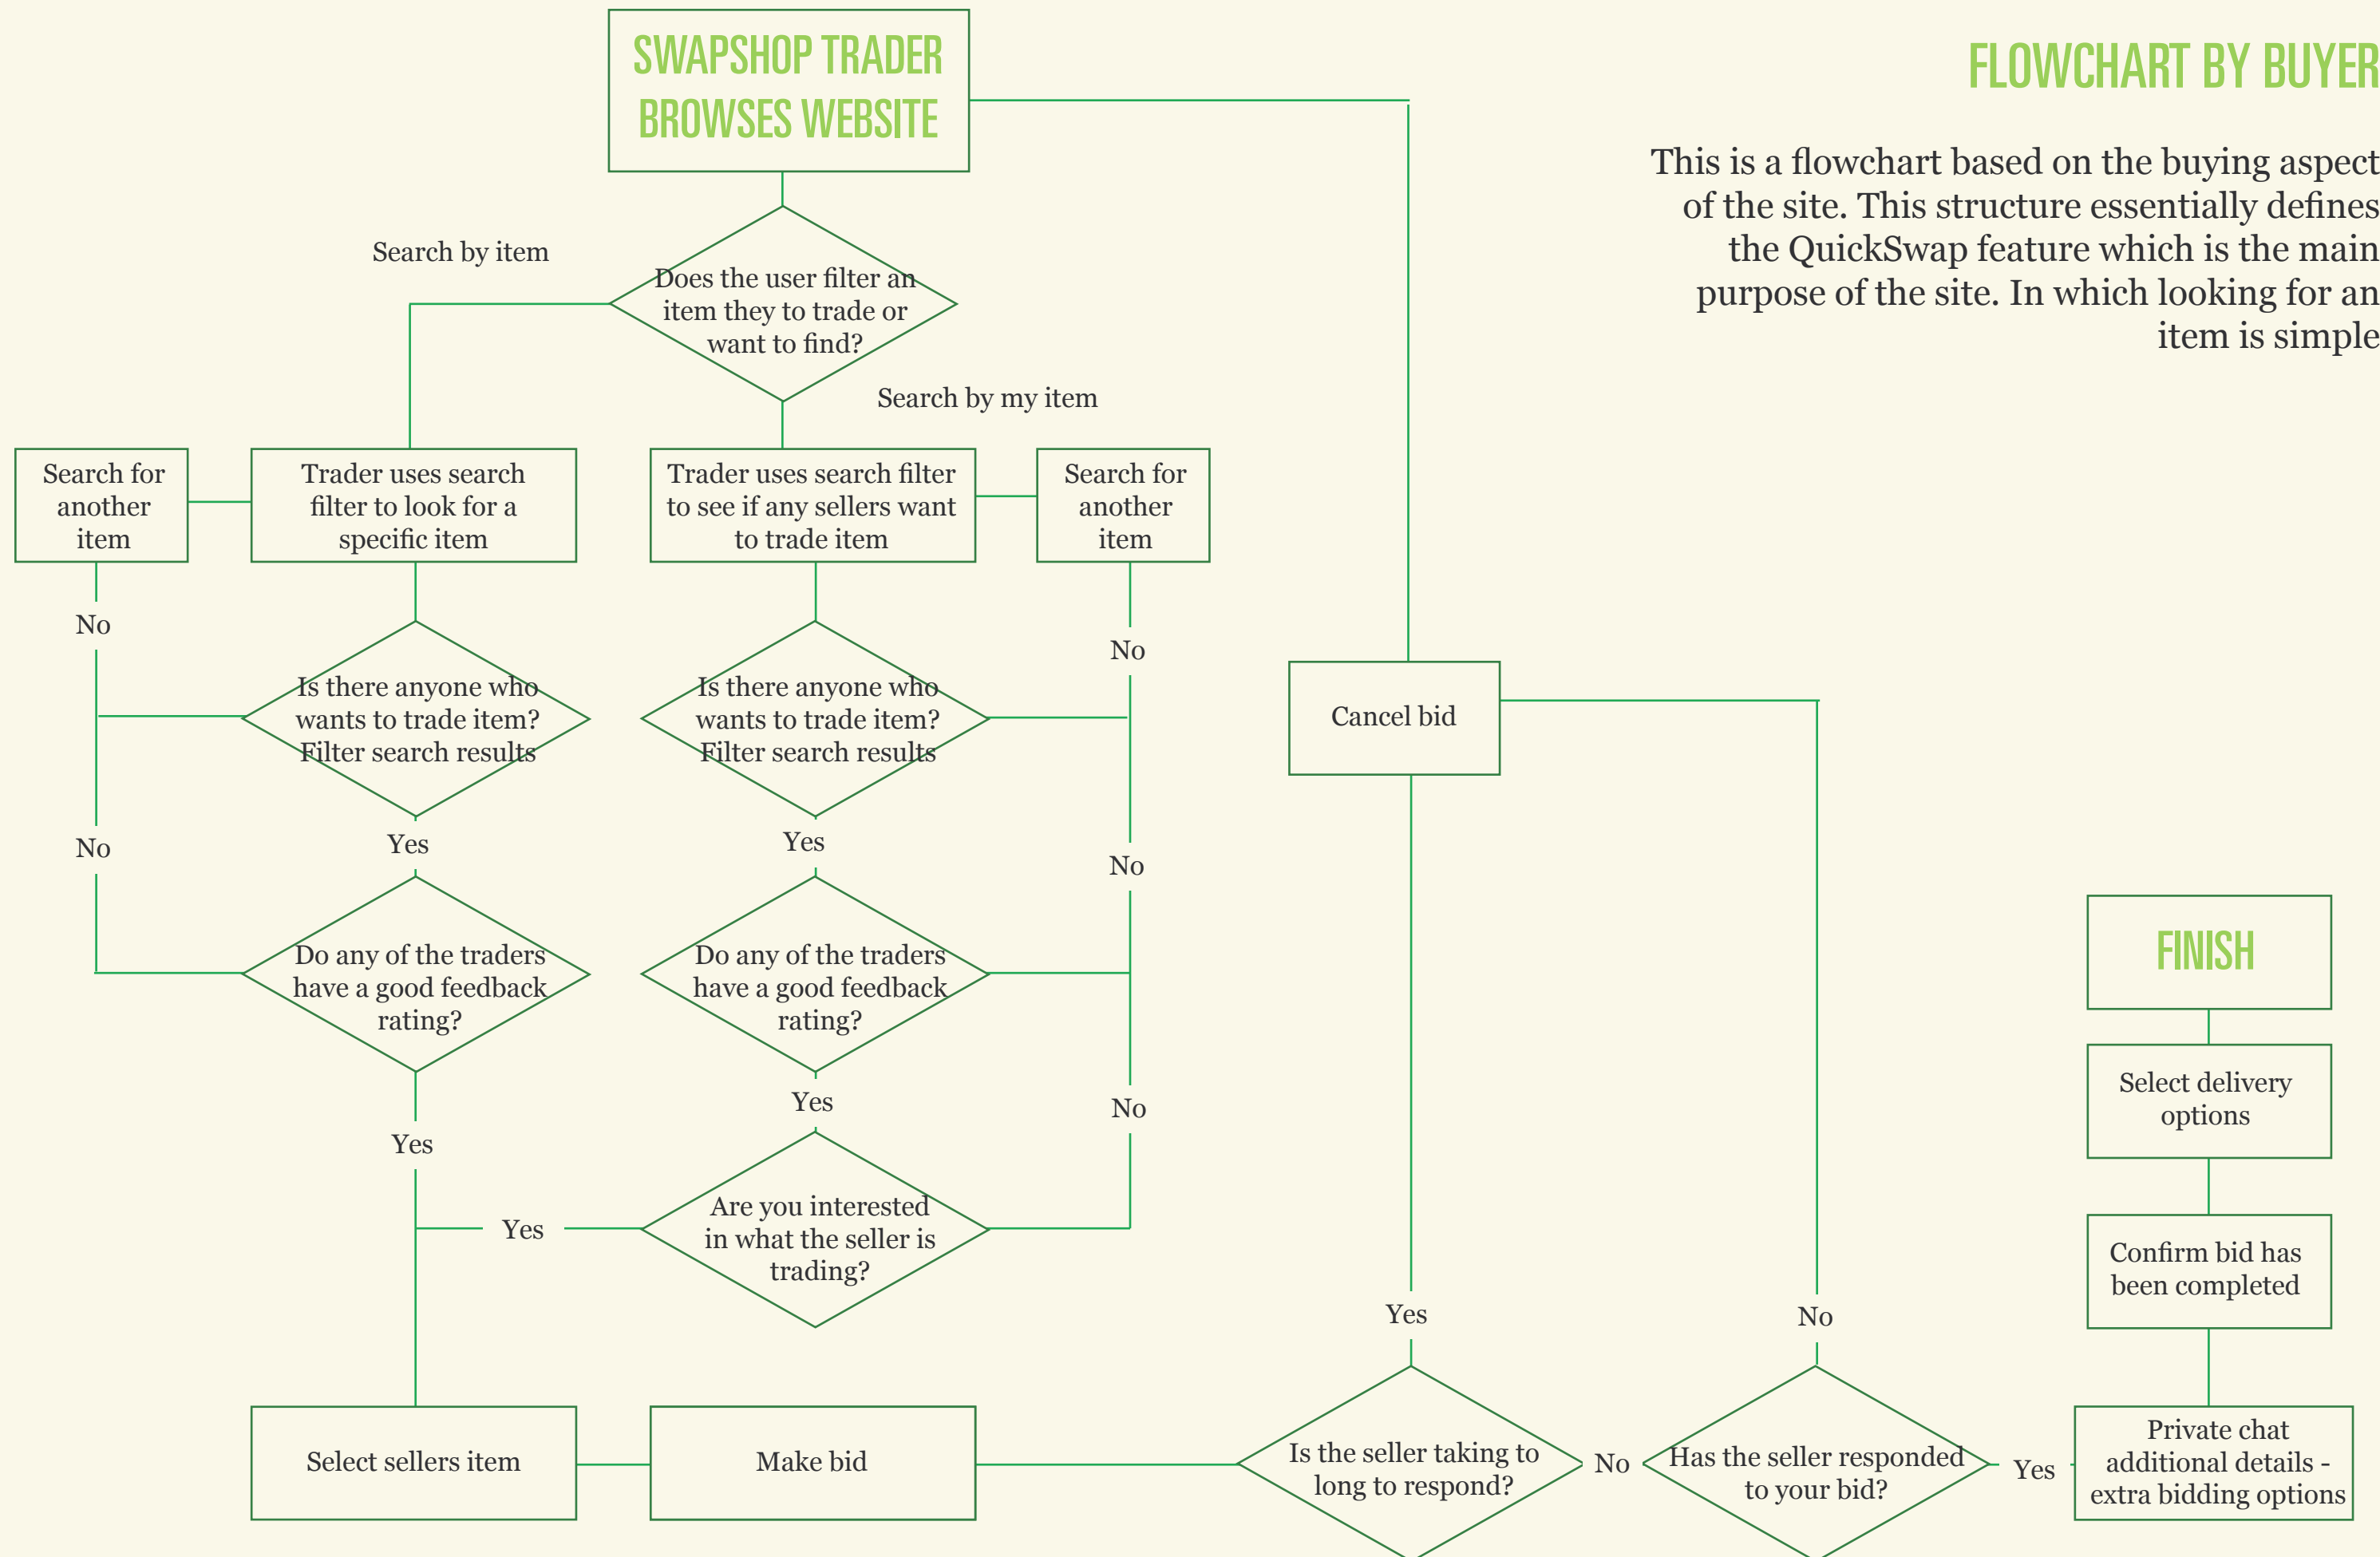 SWAPSHOP TRADER
BROWSES WEBSITE
FLOWCHART BY BUYER
This is a flowchart based on the buying aspect
of the site. This structure essentially defines
the QuickSwap feature which is the main
purpose of the site. In which looking for an
item is simple
Search by item
Does the user filter an
item they to trade or
want to find?
Search by my item
Search for
another
item
Trader uses search
filter to look for a
specific item
Trader uses search filter
to see if any sellers want
to trade item
Search for
another
item
No
No
Is there anyone who
wants to trade item?
Filter search results
Is there anyone who
wants to trade item?
Filter search results
Cancel bid
No
Yes
Yes
No
Do any of the traders
have a good feedback
rating?
Do any of the traders
have a good feedback
rating?
FINISH
Select delivery
options
Yes
No
Yes
Yes
Are you interested
in what the seller is
trading?
Confirm bid has
been completed
Yes
No
Select sellers item
Make bid
Is the seller taking to
long to respond?
No
Has the seller responded
to your bid?
Yes
Private chat
additional details -
extra bidding options